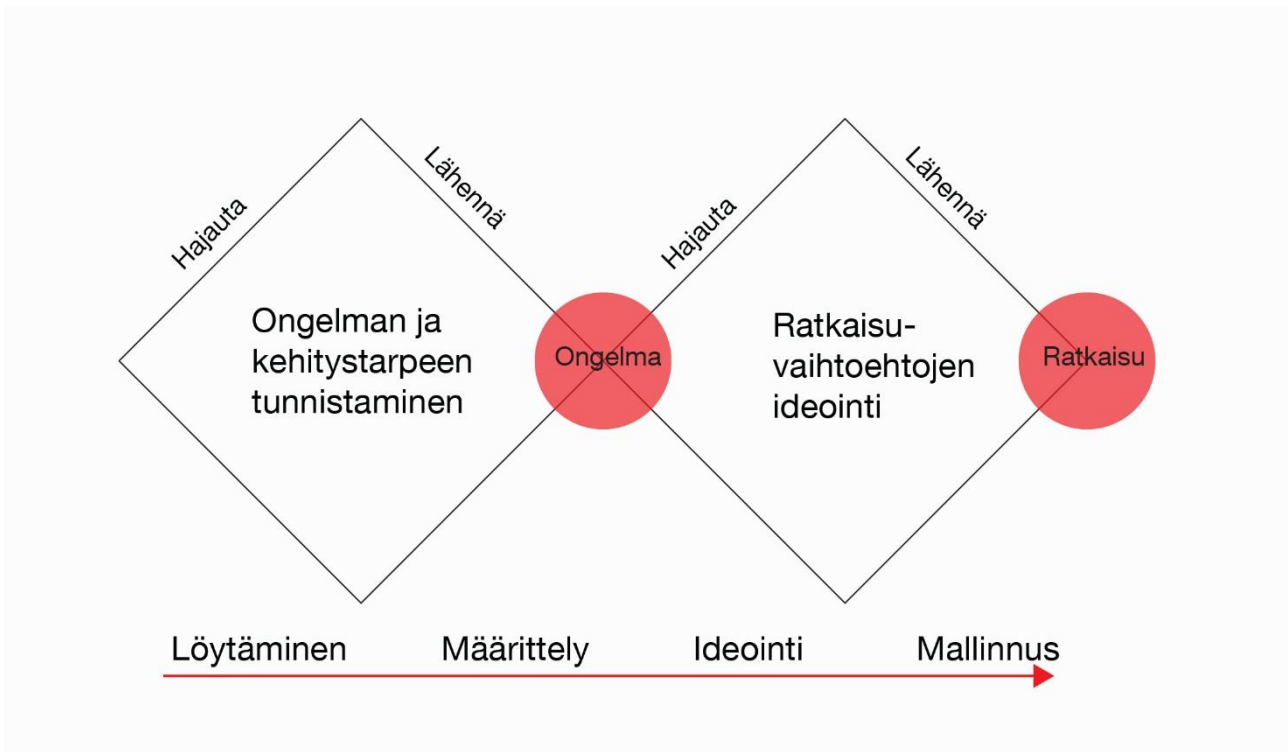 Hajauta
Lähennä
Hajauta
Lähennä
Ongelman ja
kehitystarpeen
tunnistaminen
Ongelma
Ratkaisu-
vaihtoehtojen
ideointi
Ratkaisu
Löytäminen
Määrittely
Ideointi
Mallinnus